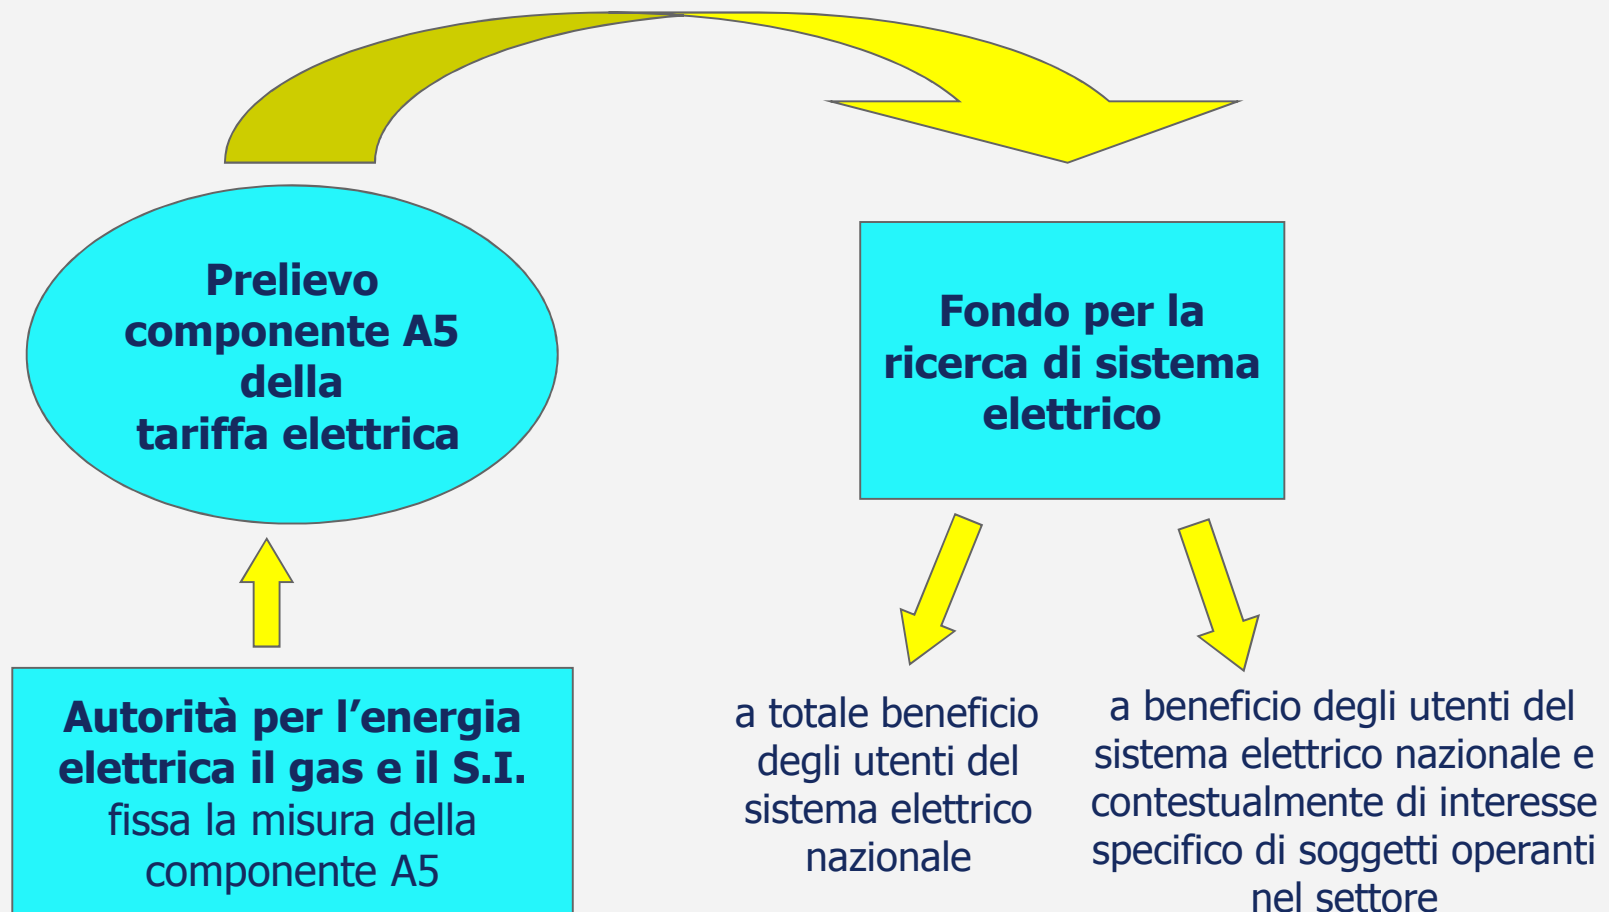 Prelievo
componente A5
della
tariffa elettrica
Fondo per la
ricerca di sistema
elettrico
Autorità per l’energia
elettrica il gas e il S.I.
fissa la misura della
componente A5
a totale beneficio
degli utenti del
sistema elettrico
nazionale
a beneficio degli utenti del
sistema elettrico nazionale e
contestualmente di interesse
specifico di soggetti operanti
nel settore